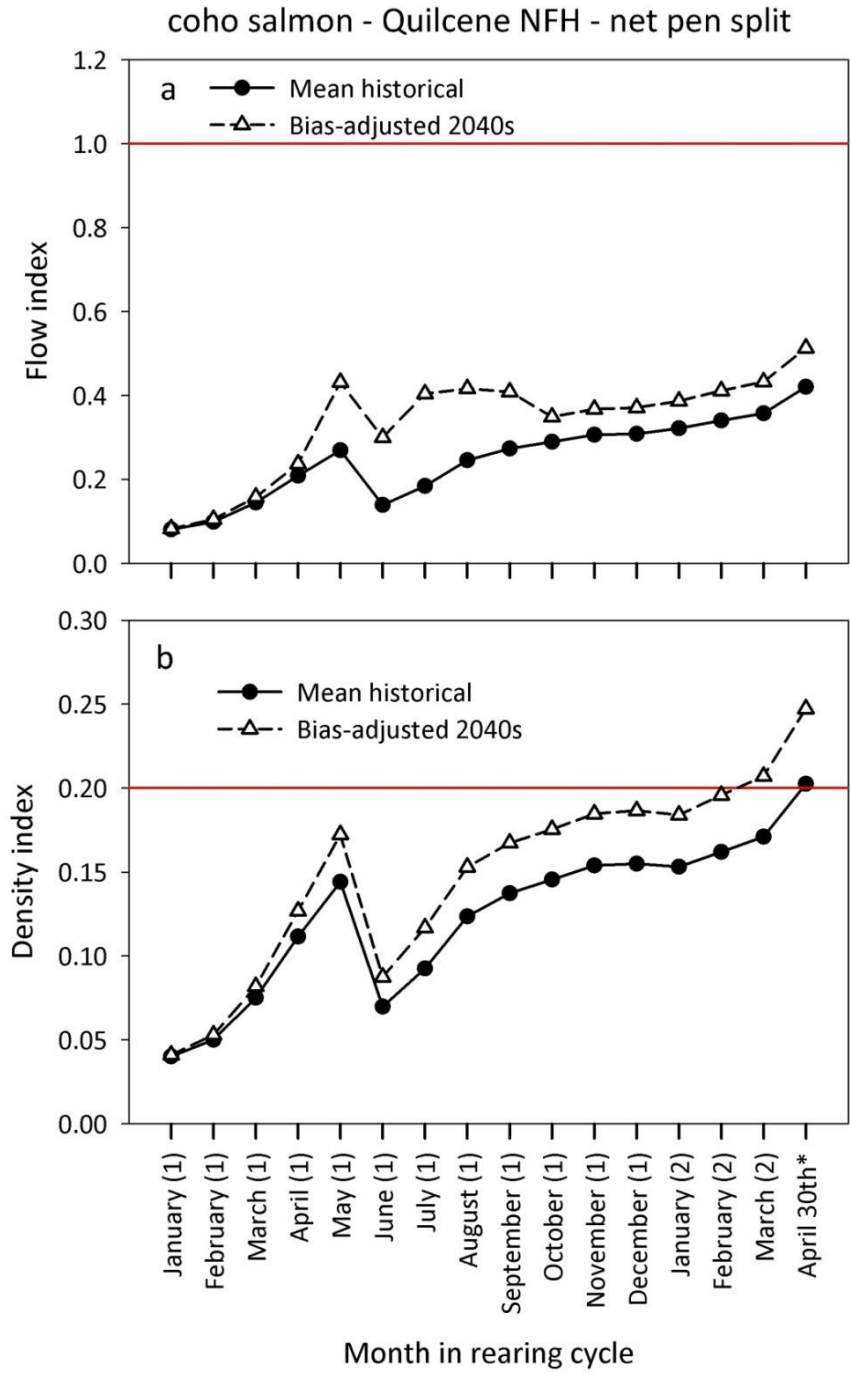 coho salmon - Quilcene NFH - net pen split
a
Mean historical
Bias-adjusted 2040s
Flow index
1.2
1.0
0.8
0.6
0.4
0.2
0.0
b
Mean historical
Bias-adjusted 2040s
Density index
0.30
0.25
0.20
0.15
0.10
0.05
0.00
January (1)
February (1)
March (1)
April (1)
May (1)
June (1)
July (1)
August (1)
September (1)
October (1)
November (1)
December (1)
January (2)
February (2)
March (2)
April 30th*
Month in rearing cycle